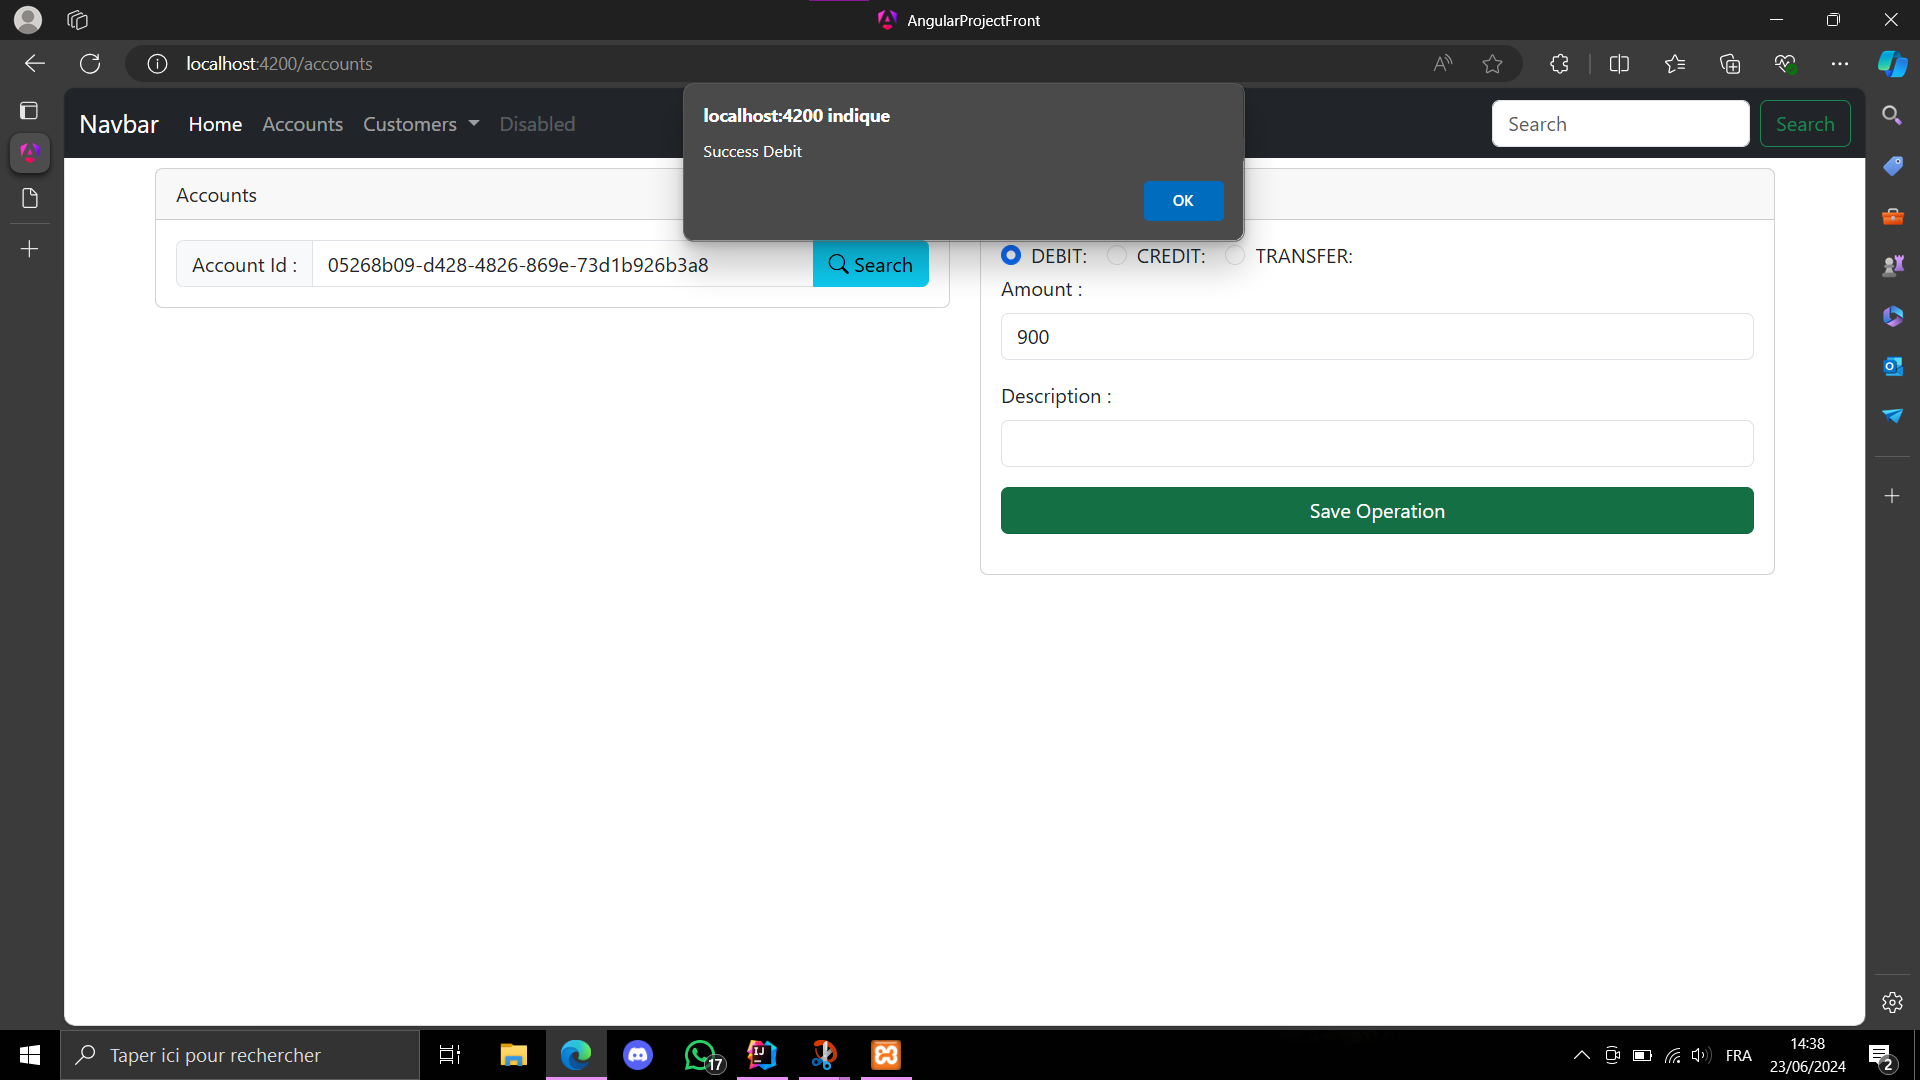 AngularProjectFront
localhost:4200/accounts
Navbar Home Accounts Customers Disabled
Search Search
localhost:4200 indique
Success Debit
OK
Accounts
Account Id : 05268b09-d428-4826-869e-73d1b926b3a8 Search
DEBIT: CREDIT: TRANSFER:
Amount :
900
Description :
Save Operation
Taper ici pour rechercher
17
FRA
14:38
23/06/2024
2